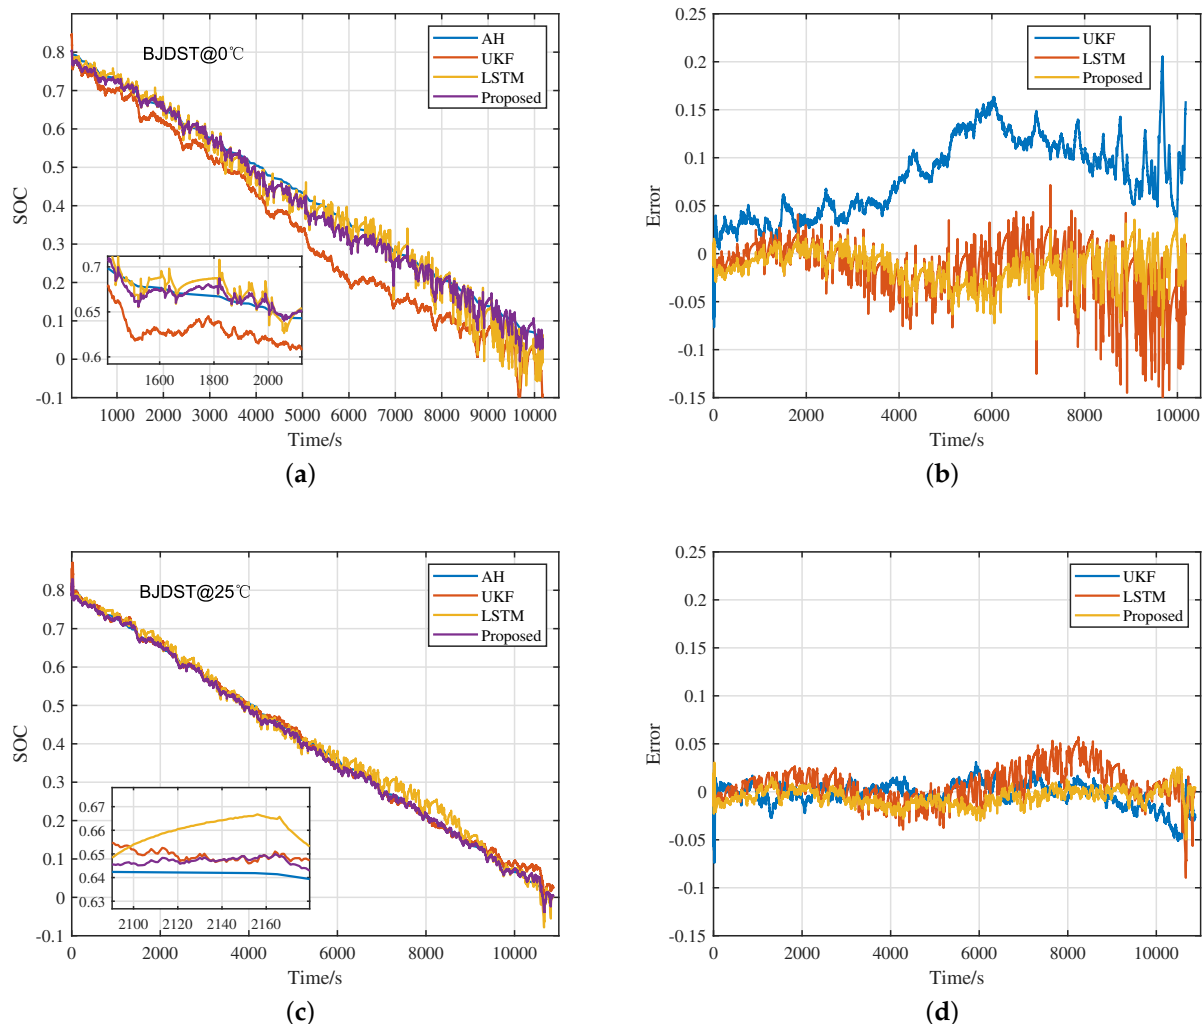 0.8
0.7
0.6
0.5
0.4
0.3
0.2
0.1
0
-0.1
SOC
BJDST@0℃
AH
UKF
LSTM
Proposed
0.7
0.65
0.6
1600 1800 2000
1000 2000 3000 4000 5000 6000 7000 8000 9000 10000
Time/s
(a)
0.25
0.2
0.15
0.1
0.05
0
-0.05
-0.1
-0.15
Error
UKF
LSTM
Proposed
0 2000 4000 6000 8000 10000
Time/s
(b)
0.8
0.7
0.6
0.5
0.4
0.3
0.2
0.1
0
-0.1
SOC
BJDST@25℃
AH
UKF
LSTM
Proposed
0.67
0.66
0.65
0.64
0.63
2100 2120 2140 2160
0 2000 4000 6000 8000 10000
Time/s
(c)
0.25
0.2
0.15
0.1
0.05
0
-0.05
-0.1
-0.15
Error
UKF
LSTM
Proposed
0 2000 4000 6000 8000 10000
Time/s
(d)